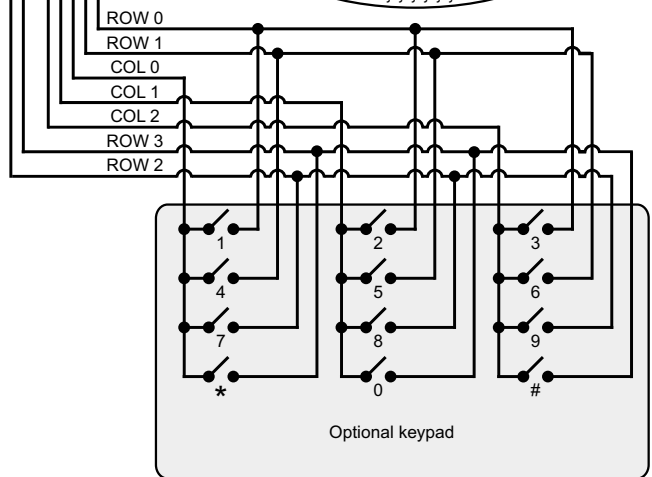 ROW 0
ROW 1
COL 0
COL 1
COL 2
ROW 3
ROW 2
1 2 3
4 5 6
7 8 9
* 0 #
Optional keypad